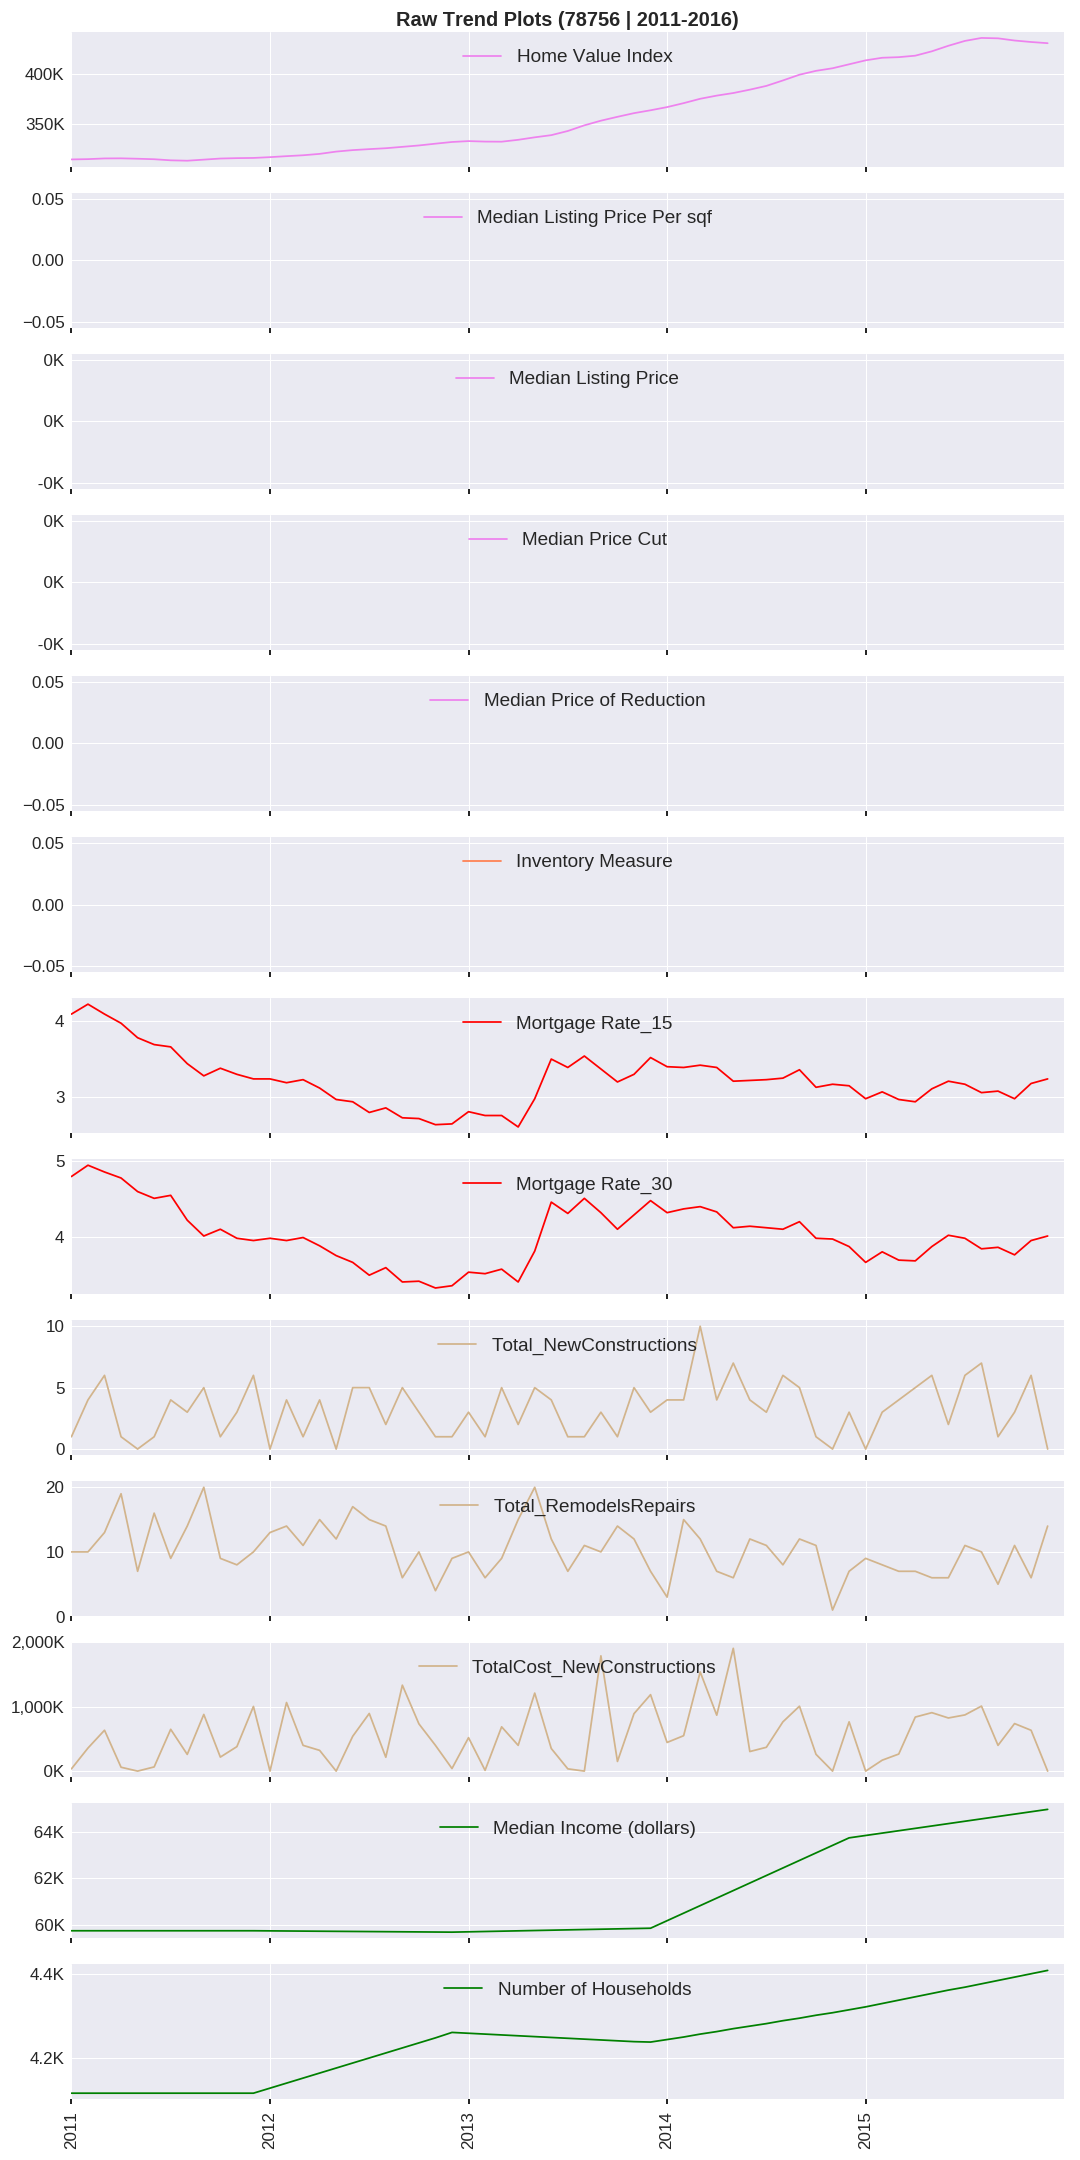 Raw Trend Plots (78756 | 2011-2016)
Home Value Index
400K
350K
0.05
Median Listing Price Per sqf
0.00
−0.05
0K
Median Listing Price
0K
-0K
0K
Median Price Cut
0K
-0K
0.05
Median Price of Reduction
0.00
−0.05
0.05
Inventory Measure
0.00
−0.05
4
Mortgage Rate_15
3
5
Mortgage Rate_30
4
10
Total_NewConstructions
5
0
20
Total_RemodelsRepairs
10
0
2,000K
TotalCost_NewConstructions
1,000K
0K
Median Income (dollars)
64K
62K
60K
4.4K
Number of Households
4.2K
2011 2012 2013 2014 2015